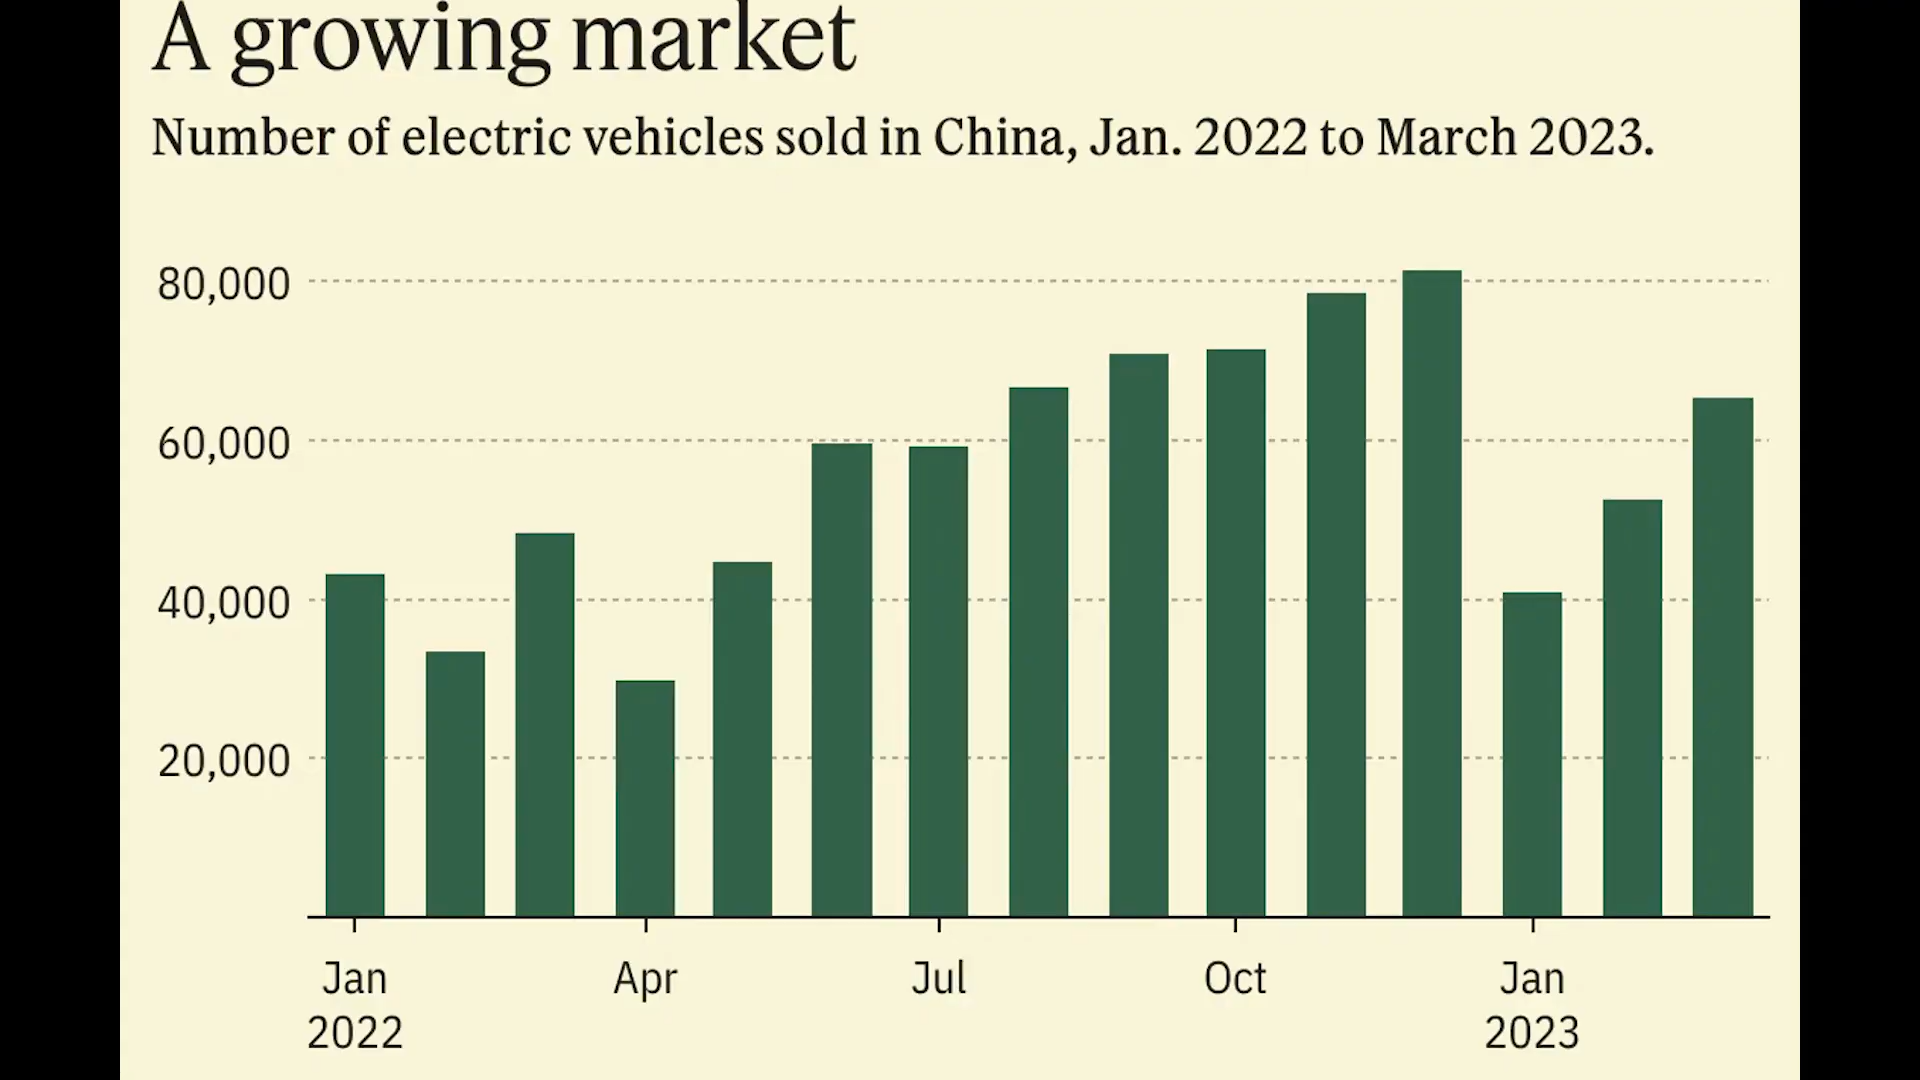 A growing market
Number of electric vehicles sold in China, Jan. 2022 to March 2023.
80,000
60,000
40,000
20,000
Jan Apr Jul Oct Jan
2022 2023